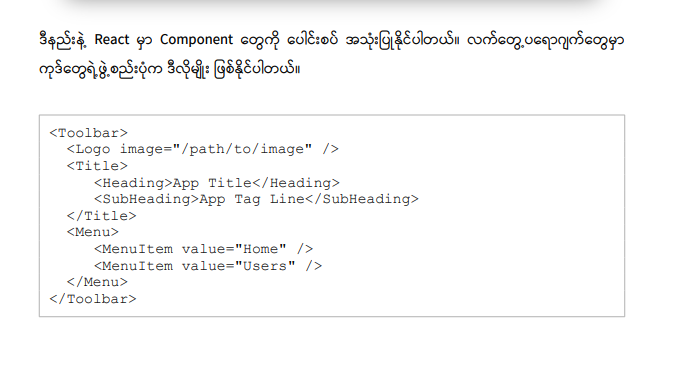 ဒီနည်းနဲ့ React မှာ Component တွေကို ပေါင်းစပ် အသုံးပြုနိုင်ပါတယ်။ လက်တွေ့ပရောဂျက်တွေမှာ
ကုဒ်တွေရဲ့ဖွဲ့စည်းပုံက ဒီလိုမျိုး ဖြစ်နိုင်ပါတယ်။
<Toolbar>
  <Logo image="/path/to/image" />
  <Title>
     <Heading>App Title</Heading>
     <SubHeading>App Tag Line</SubHeading>
  </Title>
  <Menu>
     <MenuItem value="Home" />
     <MenuItem value="Users" />
  </Menu>
</Toolbar>